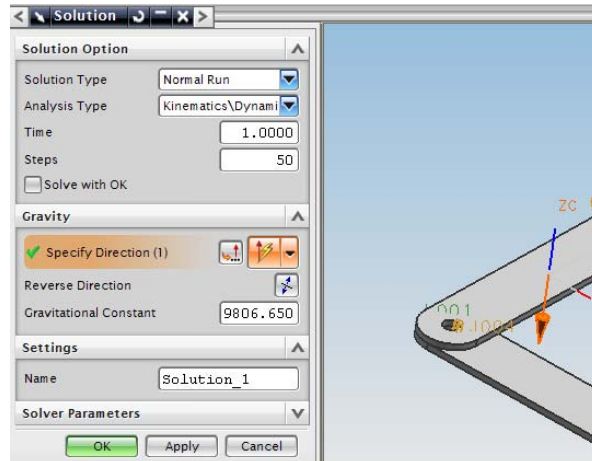 Solution
Solution Option
Solution Type Normal Run
Analysis Type Kinematics\Dynami
Time 1.0000
Steps 50
Solve with OK
Gravity
Specify Direction (1)
Reverse Direction
Gravitational Constant 9806.650
Settings
Name Solution_1
Solver Parameters
OK Apply Cancel
ZC
J001
J004